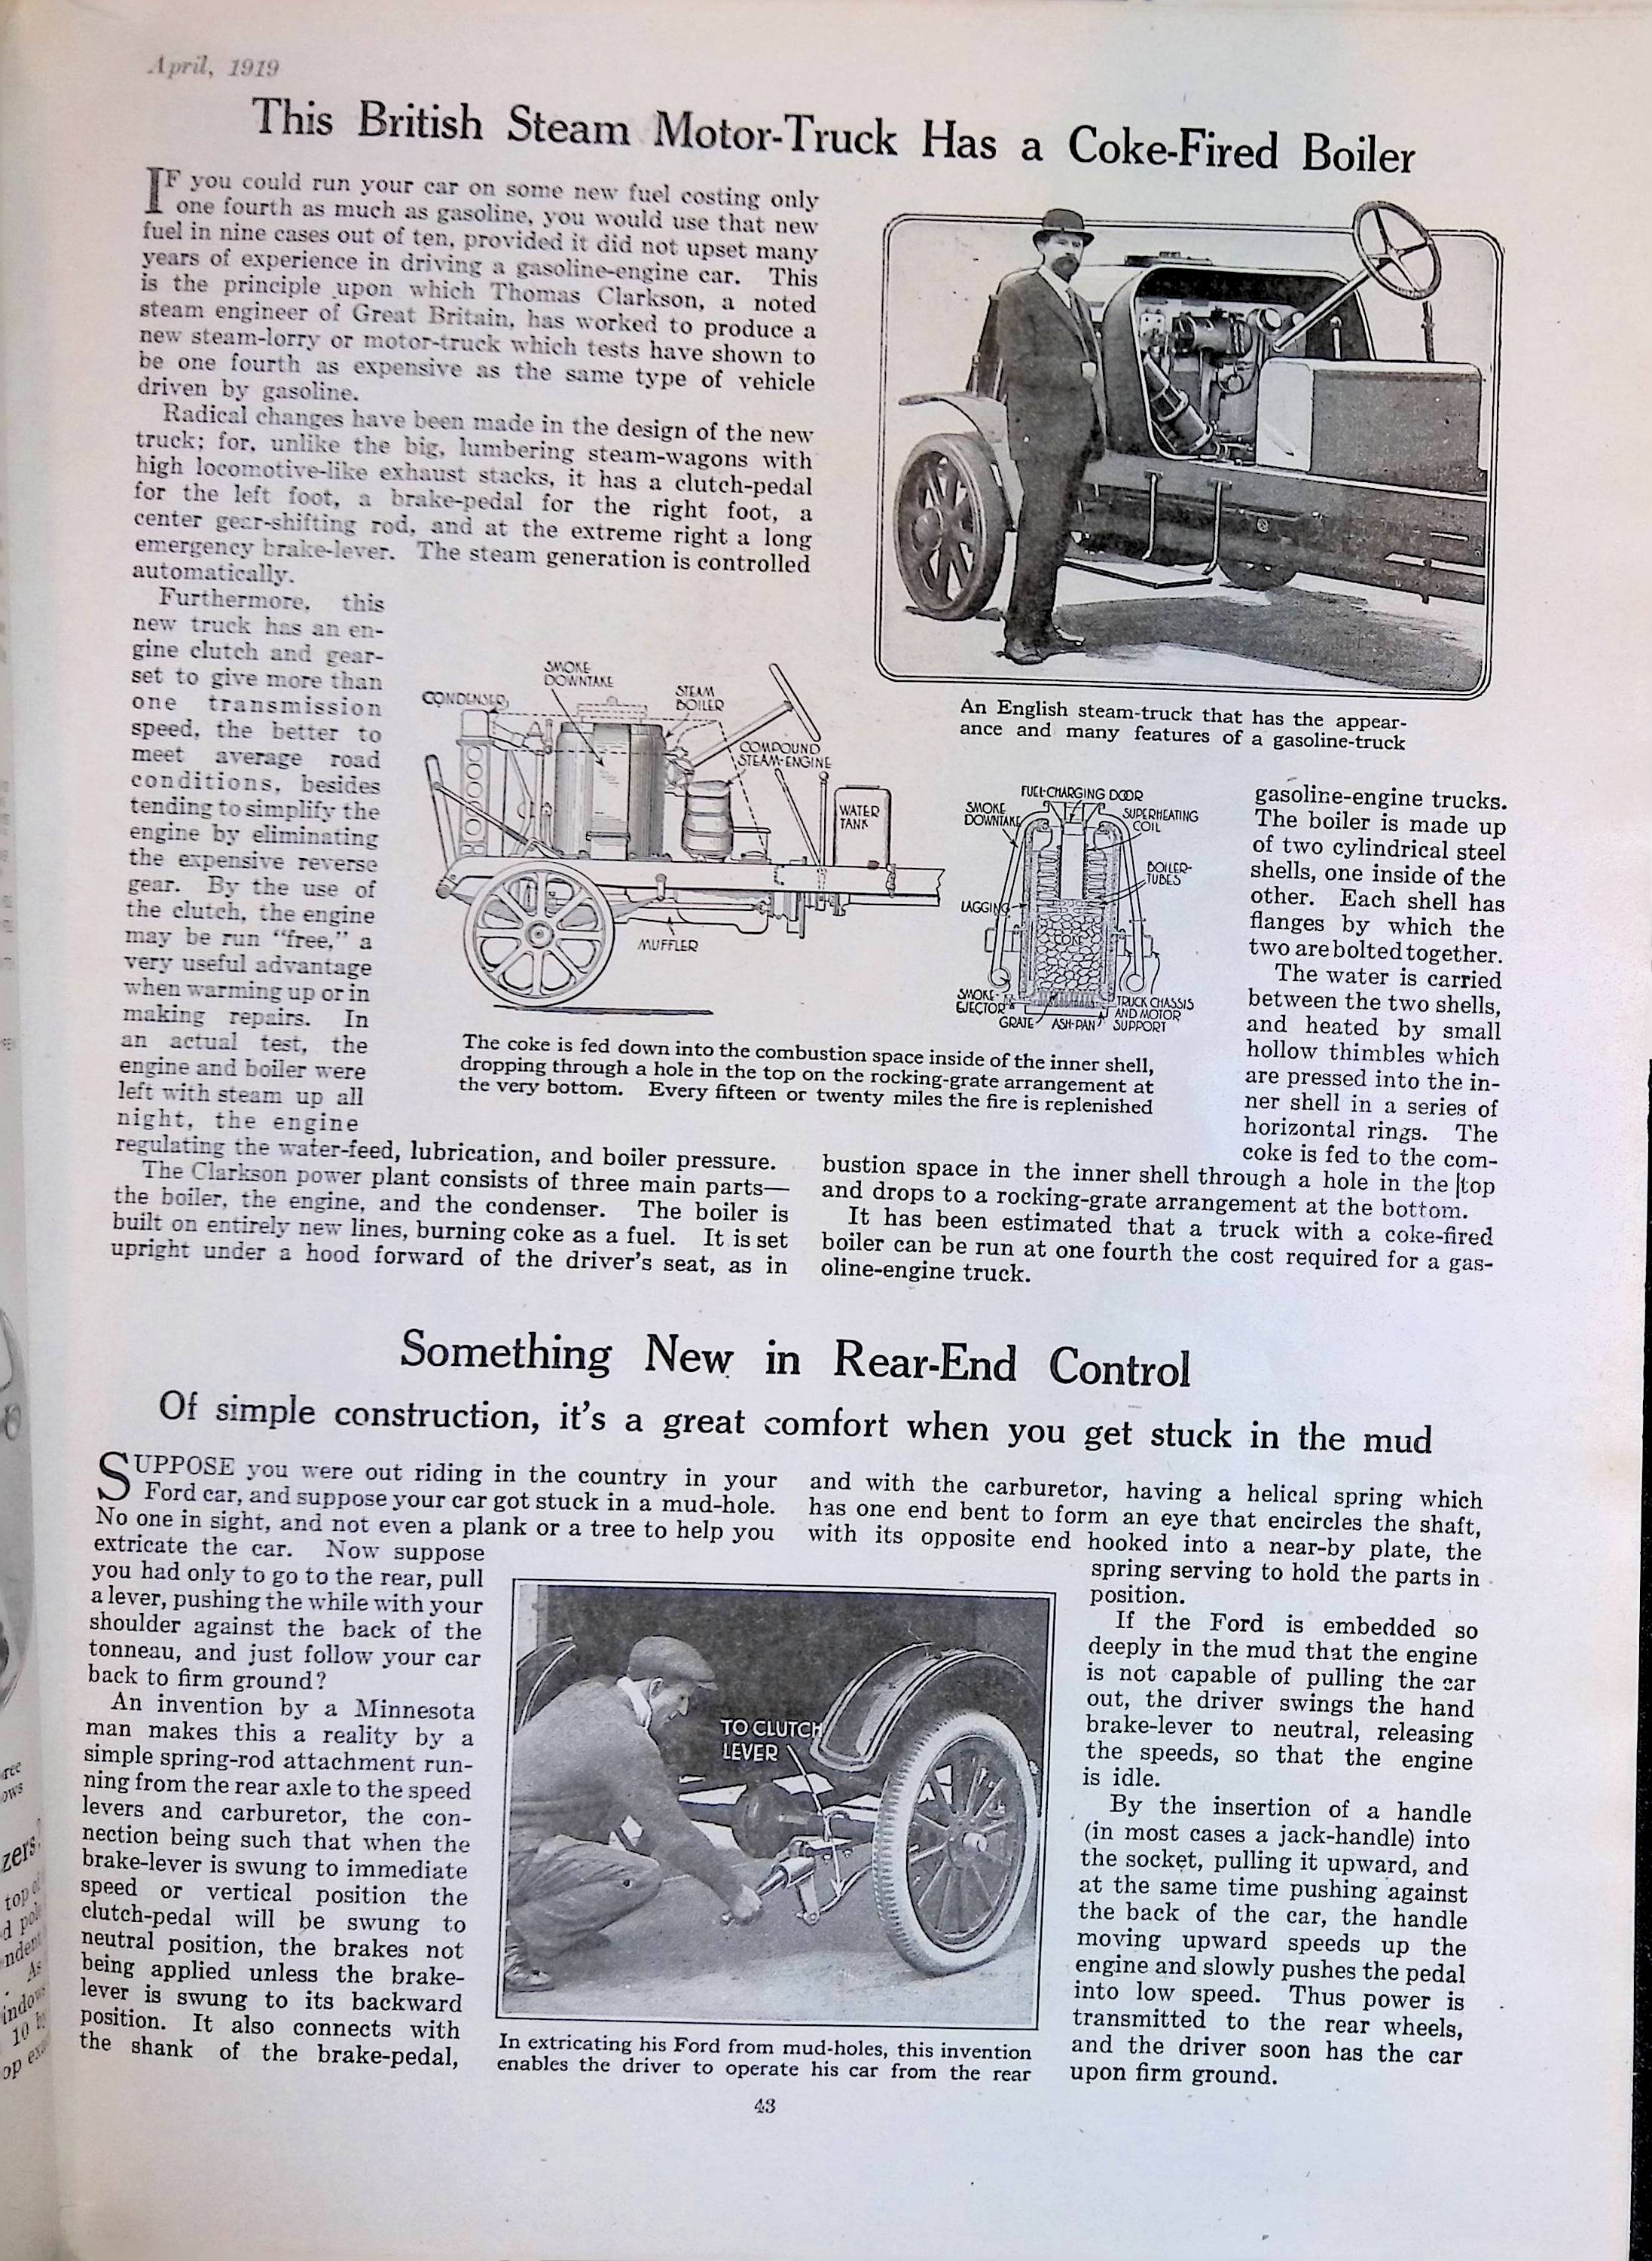 April, 1919
This British Steam Motor-Truck Has a Coke-Fired Boiler
IF you could run your car on some new fuel costing only
one fourth as much as gasoline, you would use that new
fuel in nine cases out of ten, provided it did not upset many
years of experience in driving a gasoline-engine car. This
is the principle upon which Thomas Clarkson, a noted
steam engineer of Great Britain, has worked to produce a
new steam-lorry or motor-truck which tests have shown to
be one fourth as expensive as the same type of vehicle
driven by gasoline.
Radical changes have been made in the design of the new
truck; for, unlike the big, lumbering steam-wagons with
high locomotive-like exhaust stacks, it has a clutch-pedal
for the left foot, a brake-pedal for the right foot, a
center gear-shifting rod, and at the extreme right a long
emergency brake-lever. The steam generation is controlled
automatically.
Furthermore, this
new truck has an en-
gine clutch and gear-
set to give more than
one transmission
speed, the better to
meet average road
conditions, besides
tending to simplify the
engine by eliminating
the expensive reverse
gear. By the use of
the clutch, the engine
may be run "free," a
very useful advantage
when warming up or in
making repairs. In
an actual test, the
engine and boiler were
left with steam up all
night, the engine
regulating the water-feed, lubrication, and boiler pressure.
The Clarkson power plant consists of three main parts—
the boiler, the engine, and the condenser. The boiler is
built on entirely new lines, burning coke as a fuel. It is set
upright under a hood forward of the driver's seat, as in
An English steam-truck that has the appear-
ance and many features of a gasoline-truck
CONDENSER
SMOKE
DOWNTAKE
STEAM
BOILER
COMPOUND
STEAM-ENGINE
WATER
TANK
MUFFLER
FUEL-CHARGING DOOR
SMOKE
DOWNTAKE
SUPERHEATING
COIL
BOILER-
TUBES
LAGGING
COKE
SMOKE-
EJECTOR
GRATE
ASH-PAN
TRUCK CHASSIS
AND MOTOR
SUPPORT
The coke is fed down into the combustion space inside of the inner shell,
dropping through a hole in the top on the rocking-grate arrangement at
the very bottom. Every fifteen or twenty miles the fire is replenished
gasoline-engine trucks.
The boiler is made up
of two cylindrical steel
shells, one inside of the
other. Each shell has
flanges by which the
two are bolted together.
The water is carried
between the two shells,
and heated by small
hollow thimbles which
are pressed into the in-
ner shell in a series of
horizontal rings. The
coke is fed to the com-
bustion space in the inner shell through a hole in the top
and drops to a rocking-grate arrangement at the bottom.
It has been estimated that a truck with a coke-fired
boiler can be run at one fourth the cost required for a gas-
oline-engine truck.
Something New in Rear-End Control
Of simple construction, it's a great comfort when you get stuck in the mud
SUPPOSE you were out riding in the country in your
Ford car, and suppose your car got stuck in a mud-hole.
No one in sight, and not even a plank or a tree to help you
extricate the car. Now suppose
you had only to go to the rear, pull
a lever, pushing the while with your
shoulder against the back of the
tonneau, and just follow your car
back to firm ground?
An invention by a Minnesota
man makes this a reality by a
simple spring-rod attachment run-
ning from the rear axle to the speed
levers and carburetor, the con-
nection being such that when the
brake-lever is swung to immediate
speed or vertical position the
clutch-pedal will be swung to
neutral position, the brakes not
being applied unless the brake-
lever is swung to its backward
position. It also connects with
the shank of the brake-pedal,
TO CLUTCH
LEVER
In extricating his Ford from mud-holes, this invention
enables the driver to operate his car from the rear
and with the carburetor, having a helical spring which
has one end bent to form an eye that encircles the shaft,
with its opposite end hooked into a near-by plate, the
spring serving to hold the parts in
position.
If the Ford is embedded so
deeply in the mud that the engine
is not capable of pulling the car
out, the driver swings the hand
brake-lever to neutral, releasing
the speeds, so that the engine
is idle.
By the insertion of a handle
(in most cases a jack-handle) into
the socket, pulling it upward, and
at the same time pushing against
the back of the car, the handle
moving upward speeds up the
engine and slowly pushes the pedal
into low speed. Thus power is
transmitted to the rear wheels,
and the driver soon has the car
upon firm ground.
43